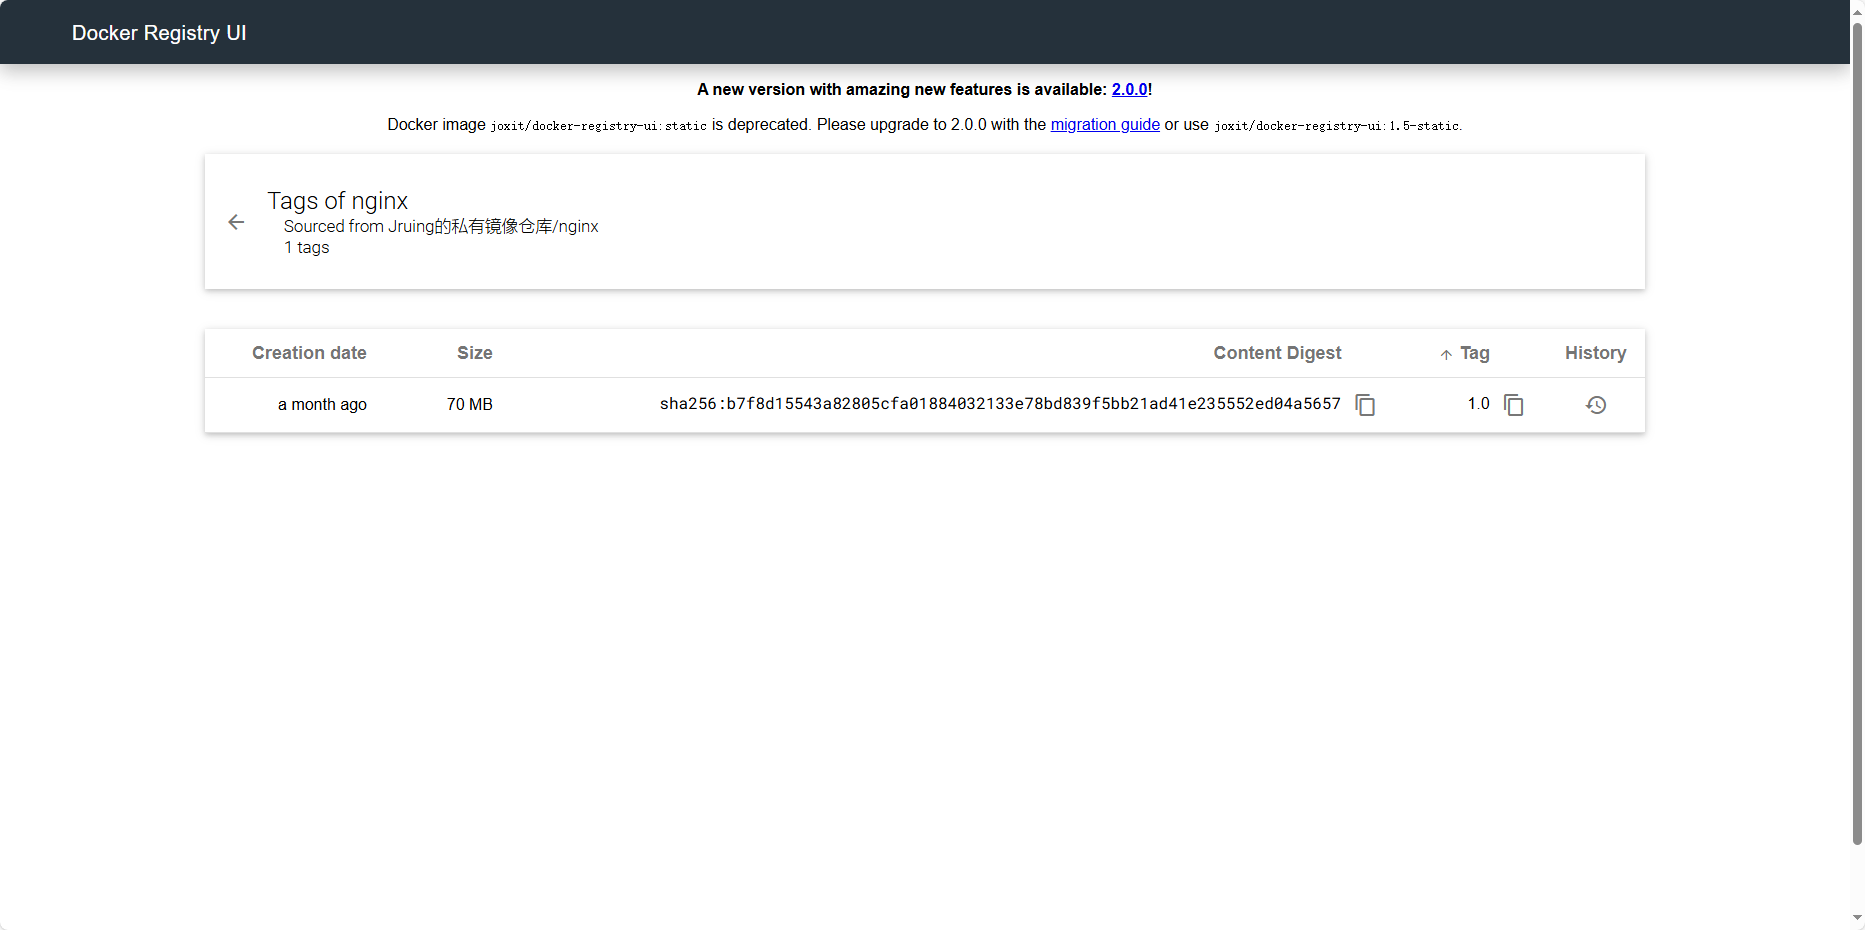 Docker Registry UI
A new version with amazing new features is available: 2.0.0!
Docker image joxit/docker-registry-ui:static is deprecated. Please upgrade to 2.0.0 with the migration guide or use joxit/docker-registry-ui:1.5-static.
Tags of nginx
Sourced from Jruing的私有镜像仓库/nginx
1 tags
Creation date Size Content Digest Tag History
a month ago 70 MB sha256:b7f8d15543a82805cfa01884032133e78bd839f5bb21ad41e235552ed04a5657 1.0